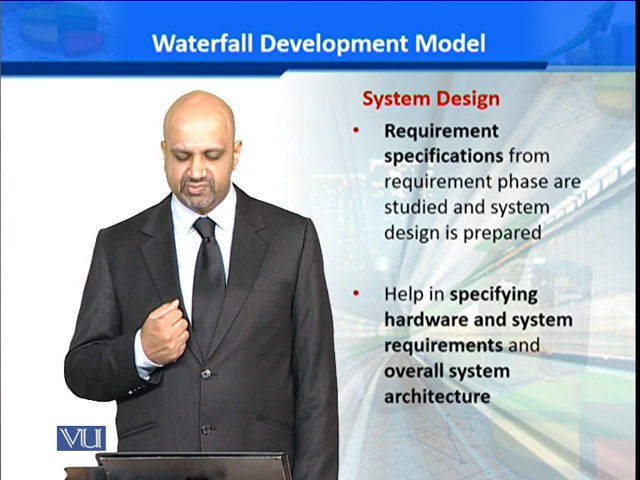 Waterfall Development Model
System Design
• Requirement
specifications from
requirement phase are
studied and system
design is prepared
• Help in specifying
hardware and system
requirements and
overall system
architecture
VU